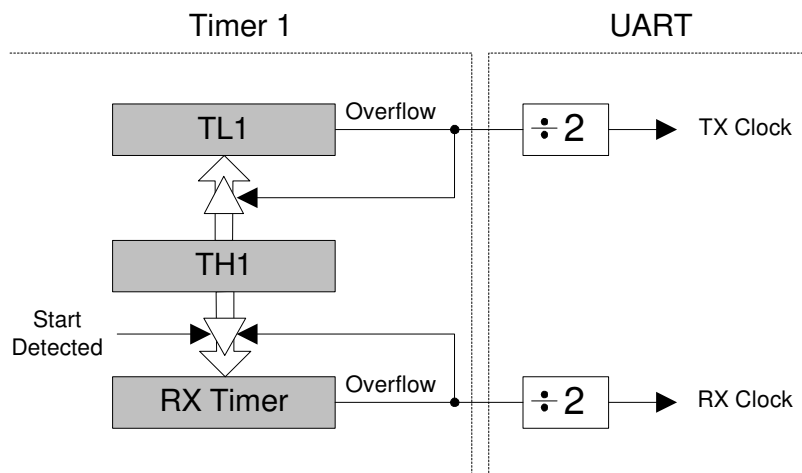 Timer 1
UART
TL1
Overflow
÷ 2
TX Clock
TH1
Start
Detected
RX Timer
Overflow
÷ 2
RX Clock